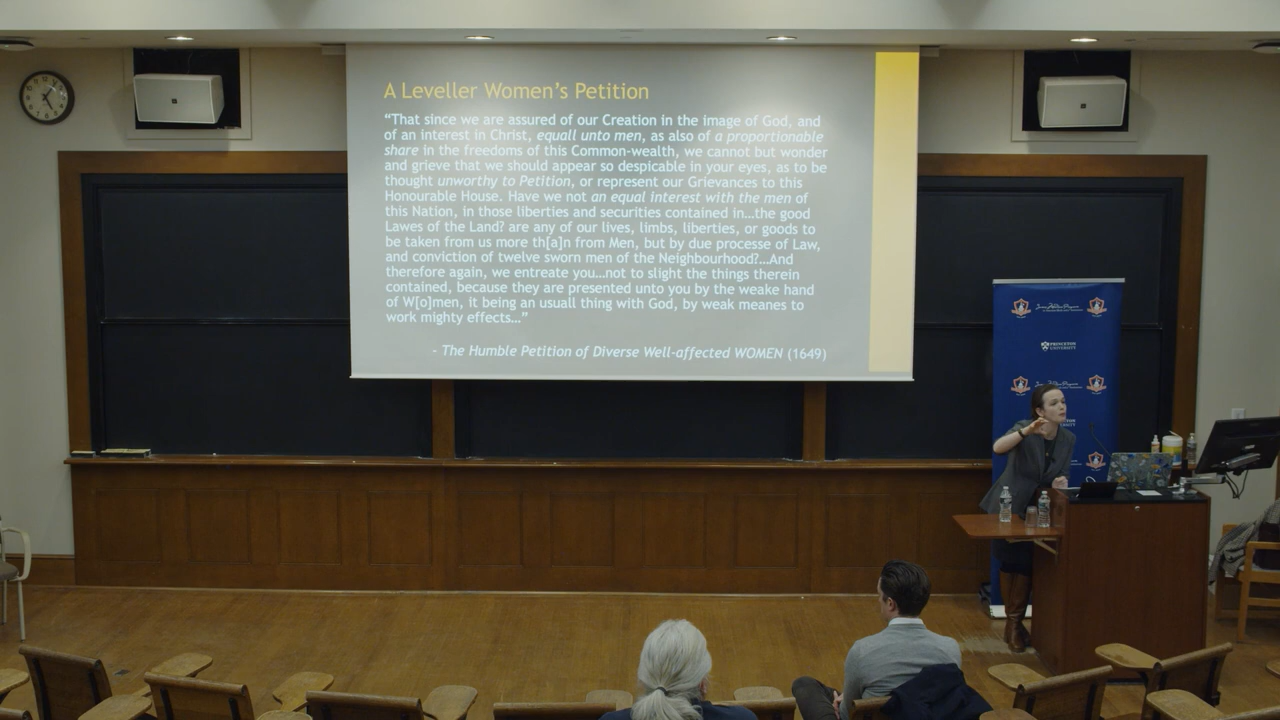 A Leveller Women's Petition
"That since we are assured of our Creation in the image of God, and
of an interest in Christ, equall unto men, as also of a proportionable
share in the freedoms of this Common-wealth, we cannot but wonder
and grieve that we should appear so despicable in your eyes, as to be
thought unworthy to Petition, or represent our Grievances to this
Honourable House. Have we not an equal interest with the men of
this Nation, in those liberties and securities contained in...the good
Lawes of the Land? are any of our lives, limbs, liberties, or goods to
be taken from us more th[a]n from Men, but by due processe of Law,
and conviction of twelve sworn men of the Neighbourhood?...And
therefore again, we entreate you...not to slight the things therein
contained, because they are presented unto you by the weake hand
of W[o]men, it being an usuall thing with God, by weak meanes to
work mighty effects..."
- The Humble Petition of Diverse Well-affected WOMEN (1649)
PRINCETON
UNIVERSITY